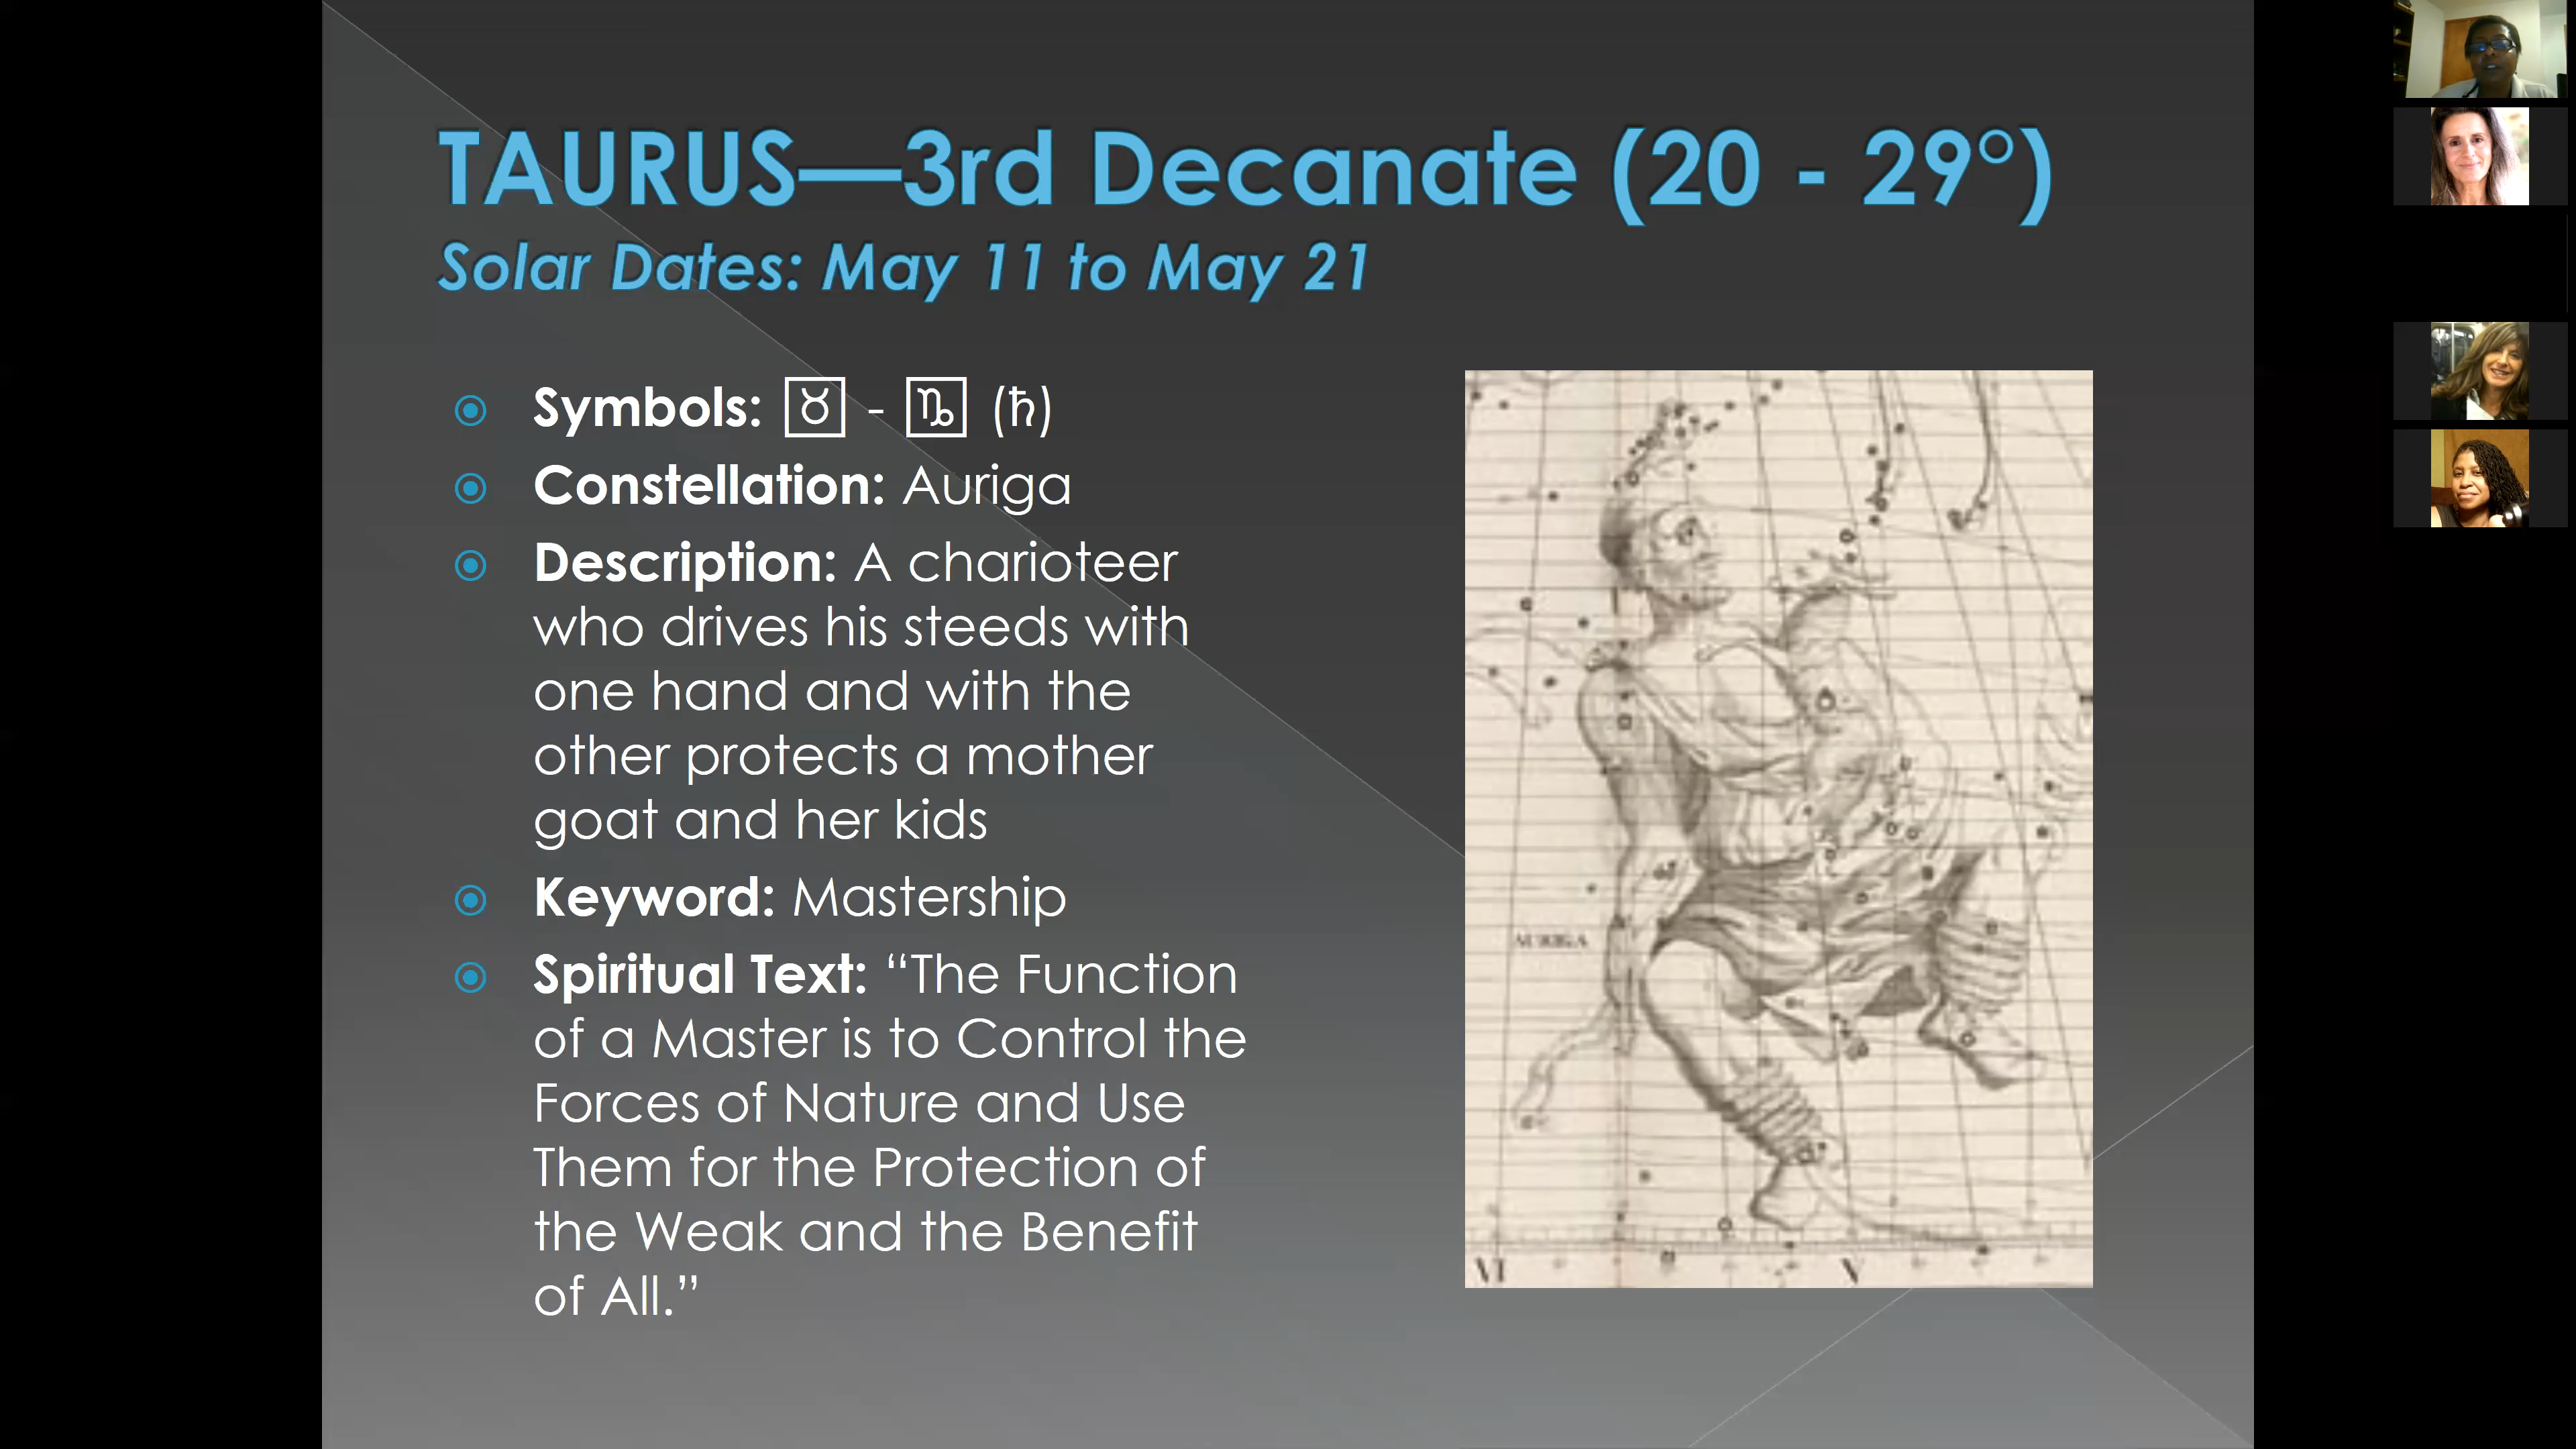 TAURUS—3rd Decanate (20 - 29°)
Solar Dates: May 11 to May 21
Symbols: ♉ - ♑ (♄)
Constellation: Auriga
Description: A charioteer
who drives his steeds with
one hand and with the
other protects a mother
goat and her kids
Keyword: Mastership
Spiritual Text: “The Function
of a Master is to Control the
Forces of Nature and Use
Them for the Protection of
the Weak and the Benefit
of All.”
AURIGA
VI
V